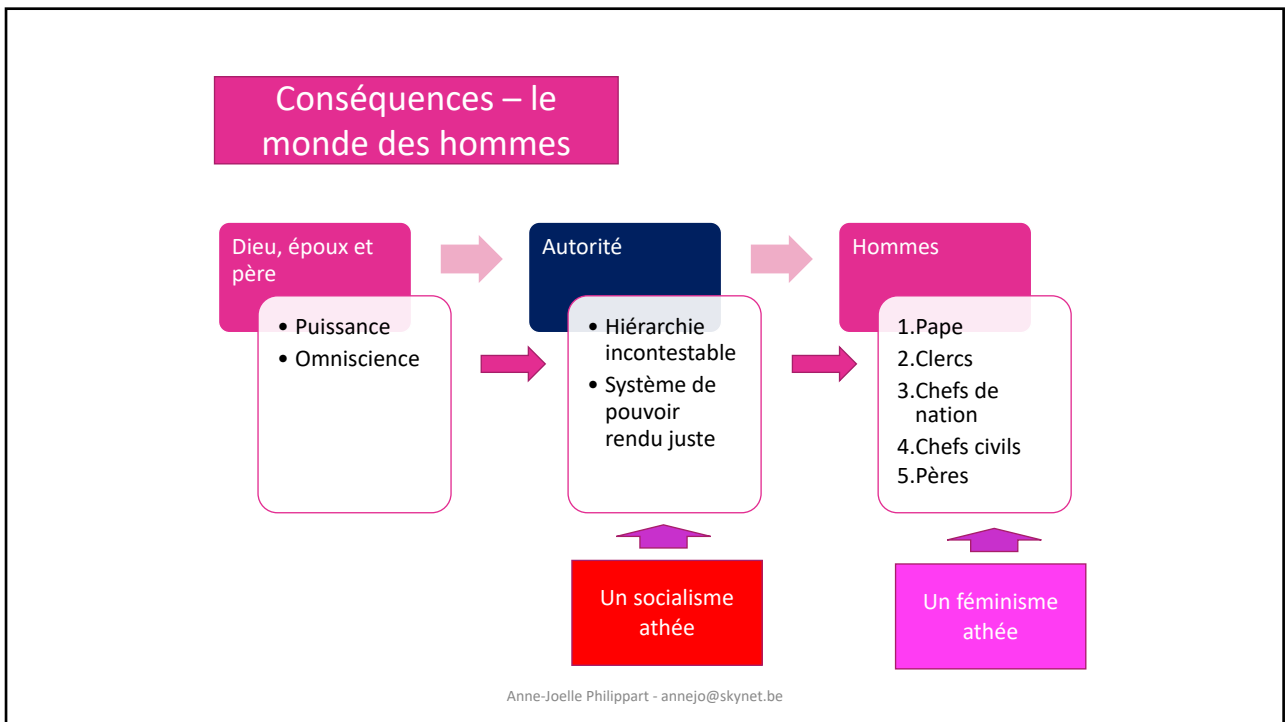 Conséquences – le
monde des hommes
Dieu, époux et
père
• Puissance
• Omniscience
Autorité
• Hiérarchie
incontestable
• Système de
pouvoir
rendu juste
Hommes
1.Pape
2.Clercs
3.Chefs de
nation
4.Chefs civils
5.Pères
Un socialisme
athée
Un féminisme
athée
Anne-Joelle Philippart - annejo@skynet.be